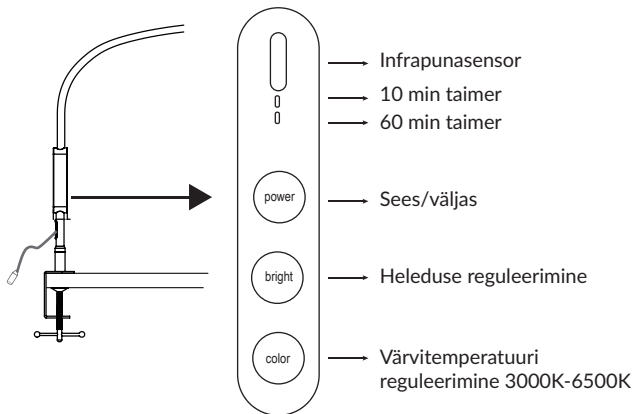 Infrapunasensor
10 min taimer
60 min taimer
power
Sees/väljas
bright
Heleduse reguleerimine
color
Värvitemperatuuri
reguleerimine 3000K-6500K